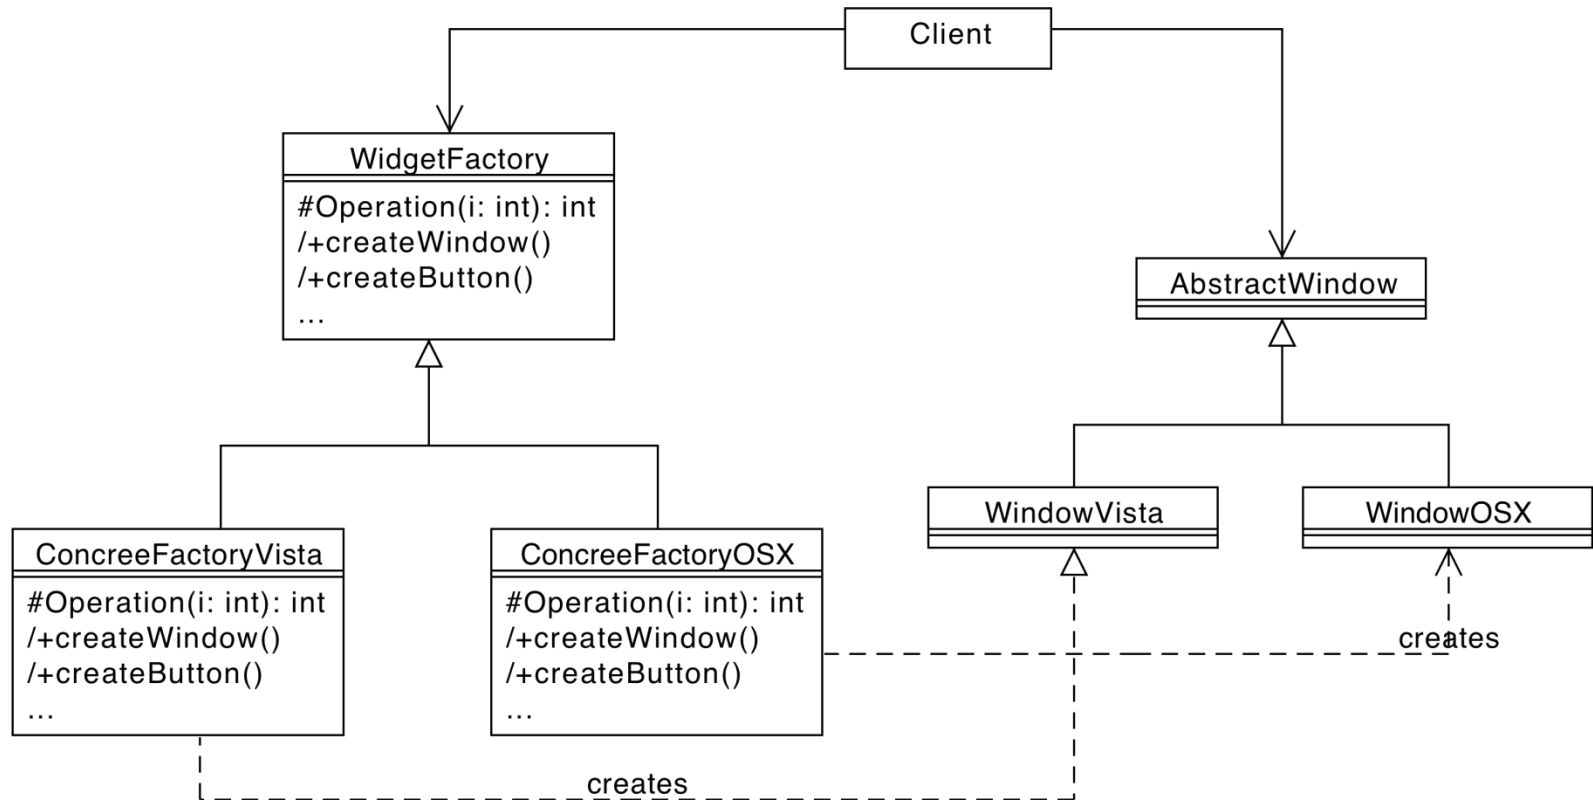 Client
WidgetFactory
#Operation(i: int): int
/+createWindow()
/+createButton()
...
AbstractWindow
ConcreeFactoryVista
#Operation(i: int): int
/+createWindow()
/+createButton()
...
ConcreeFactoryOSX
#Operation(i: int): int
/+createWindow()
/+createButton()
...
WindowVista
WindowOSX
creates
creates